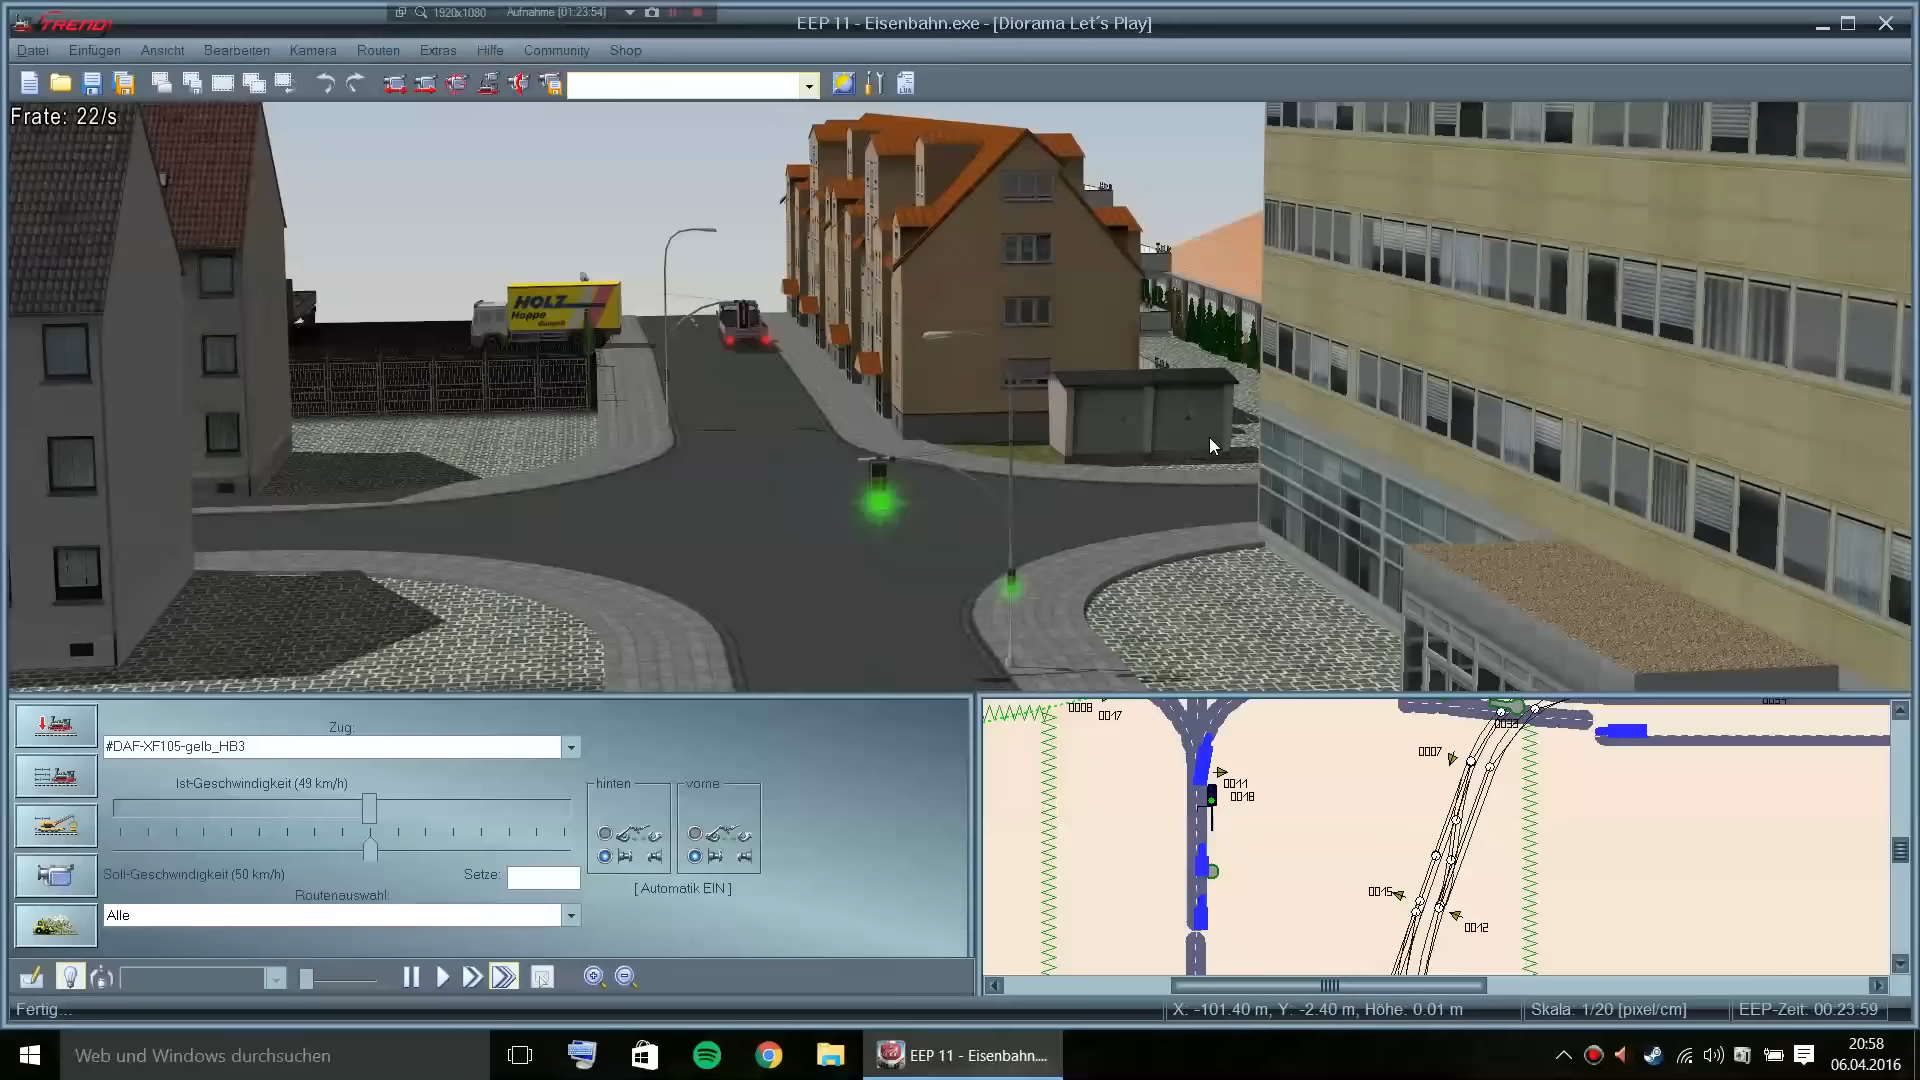 1920x1080 Aufnahme [01:23:54]
TREND
EEP 11 - Eisenbahn.exe - [Diorama Let´s Play]
Datei Einfügen Ansicht Bearbeiten Kamera Routen Extras Hilfe Community Shop
LUA
Frate: 22/s
HOLZ
Hoppe
Zug:
#DAF-XF105-gelb_HB3
Ist-Geschwindigkeit (49 km/h)
hinten vorne
Soll-Geschwindigkeit (50 km/h) Setze:
[ Automatik EIN ]
Routenauswahl:
Alle
0008
0017
0033
0007
0011
0018
0015
0012
Fertig...
X: -101.40 m, Y: -2.40 m, Höhe: 0.01 m
Skala: 1/20 [pixel/cm]
EEP-Zeit: 00:23:59
Web und Windows durchsuchen
EEP 11 - Eisenbahn....
20:58
06.04.2016